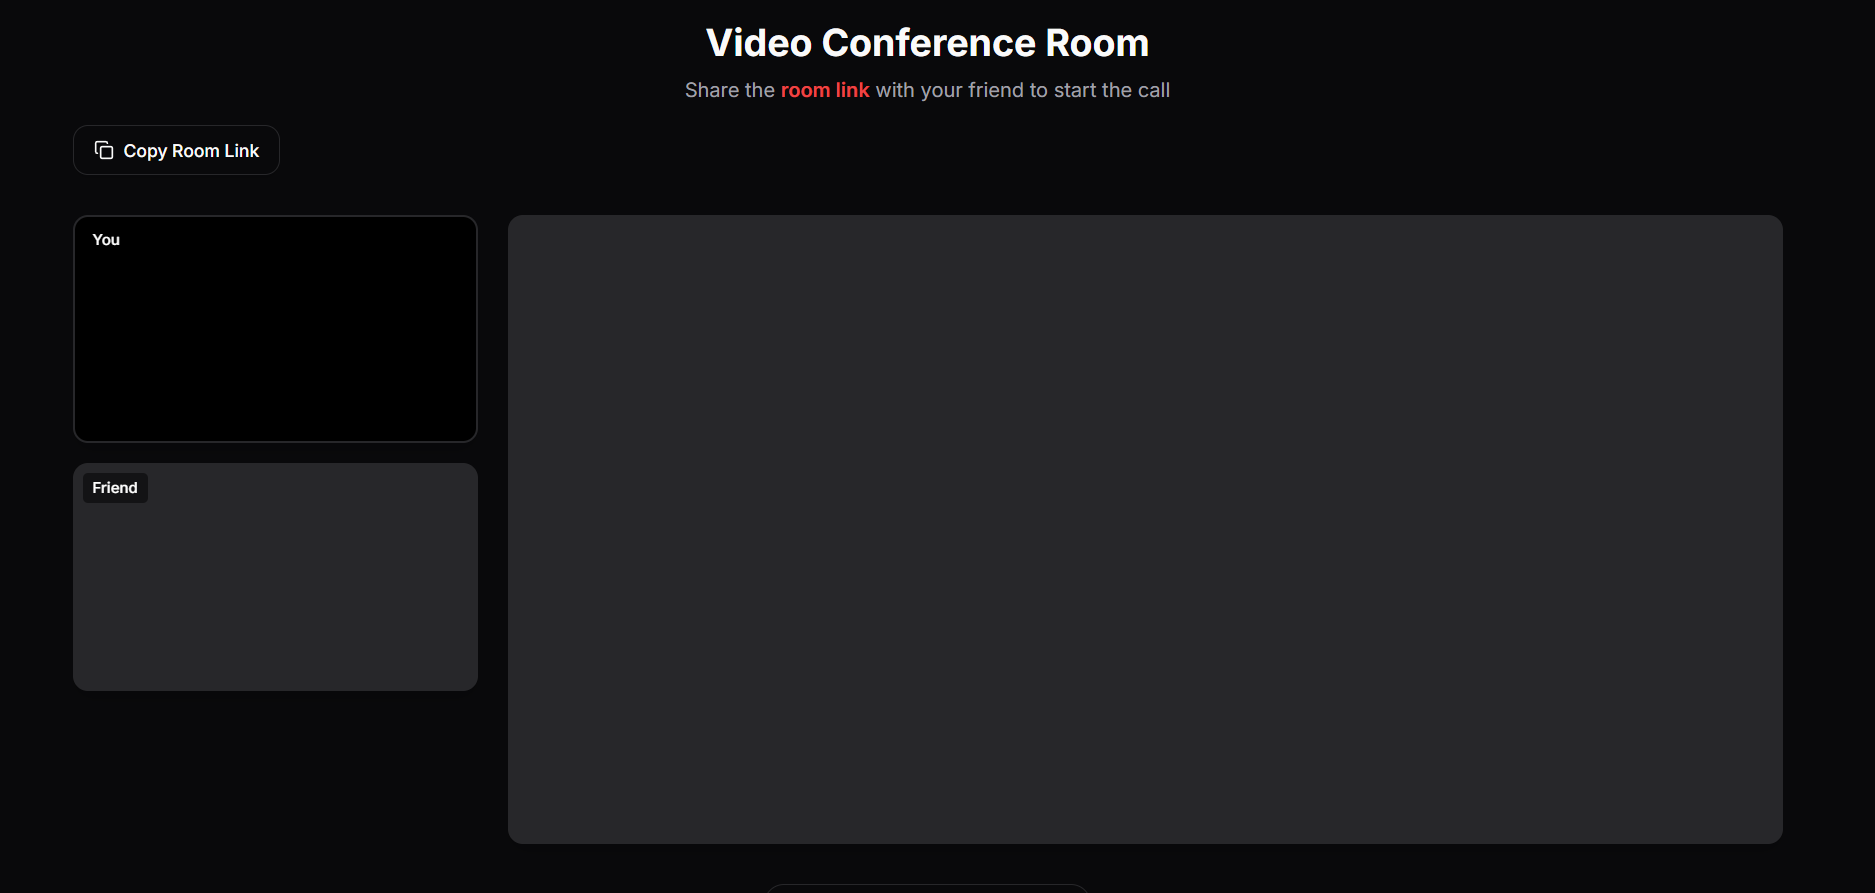 Video Conference Room
Share the room link with your friend to start the call
Copy Room Link
You
Friend